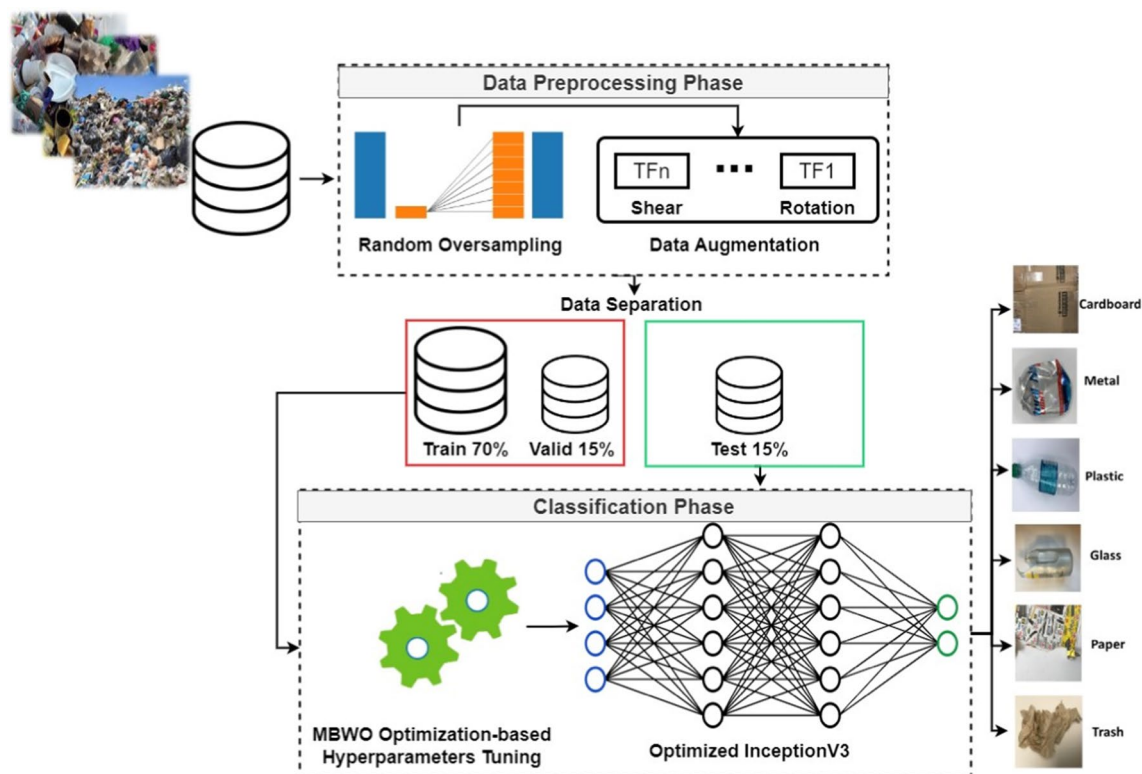 Data Preprocessing Phase
TFn
TF1
Shear
Rotation
Random Oversampling
Data Augmentation
Data Separation
Train 70%
Valid 15%
Test 15%
Classification Phase
MBWO Optimization-based
Hyperparameters Tuning
Optimized InceptionV3
Cardboard
Metal
Plastic
Glass
Paper
Trash